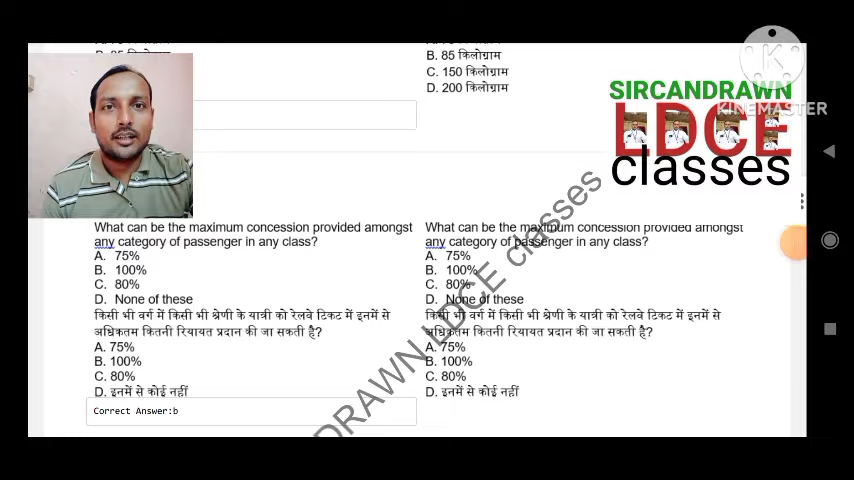 B. 85 किलोग्राम
C. 150 किलोग्राम
D. 200 किलोग्राम
SIRCANDRAWN
KINEMASTER
LDCE
classes
What can be the maximum concession provided amongst
any category of passenger in any class?
A. 75%
B. 100%
C. 80%
D. None of these
किसी भी वर्ग में किसी भी श्रेणी के यात्री को रेलवे टिकट में इनमें से
अधिकतम कितनी रियायत प्रदान की जा सकती है?
A. 75%
B. 100%
C. 80%
D. इनमें से कोई नहीं
Correct Answer:b
What can be the maximum concession provided amongst
any category of passenger in any class?
A. 75%
B. 100%
C. 80%
D. None of these
किसी भी वर्ग में किसी भी श्रेणी के यात्री को रेलवे टिकट में इनमें से
अधिकतम कितनी रियायत प्रदान की जा सकती है?
A. 75%
B. 100%
C. 80%
D. इनमें से कोई नहीं
DRAWN LDCE classes